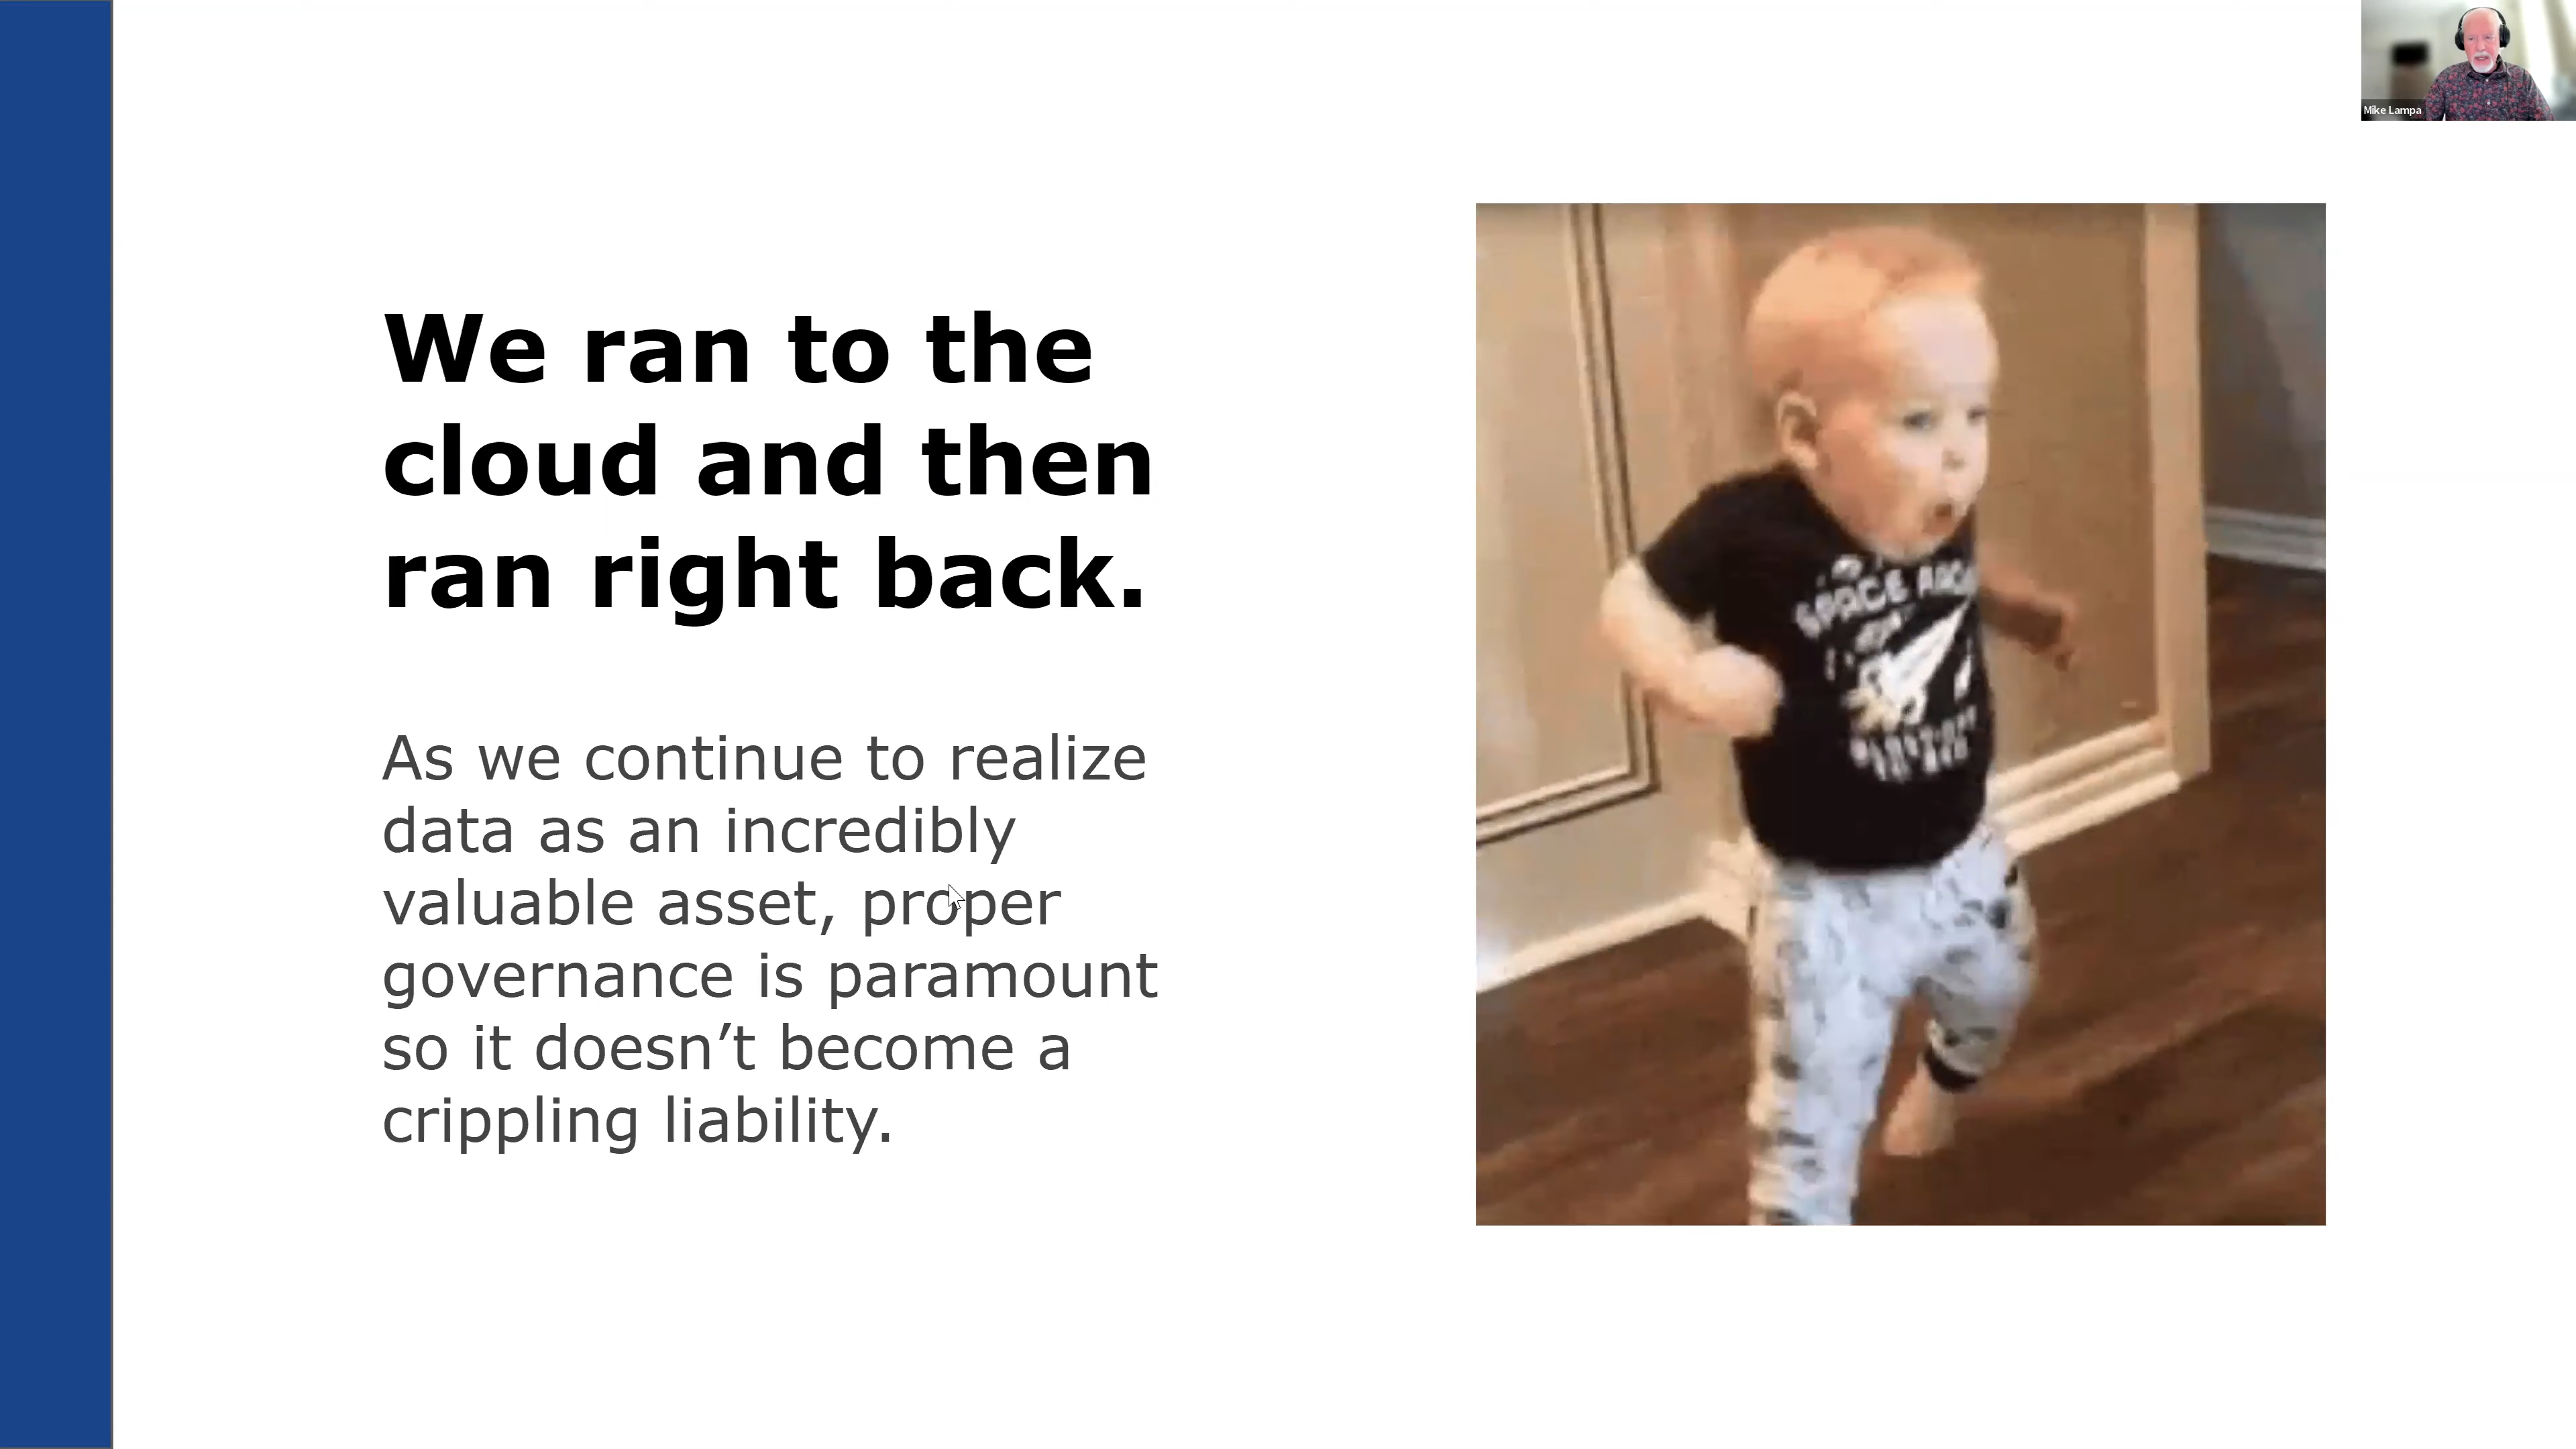 Mike Lampa
We ran to the
cloud and then
ran right back.
As we continue to realize
data as an incredibly
valuable asset, proper
governance is paramount
so it doesn’t become a
crippling liability.
SPACE